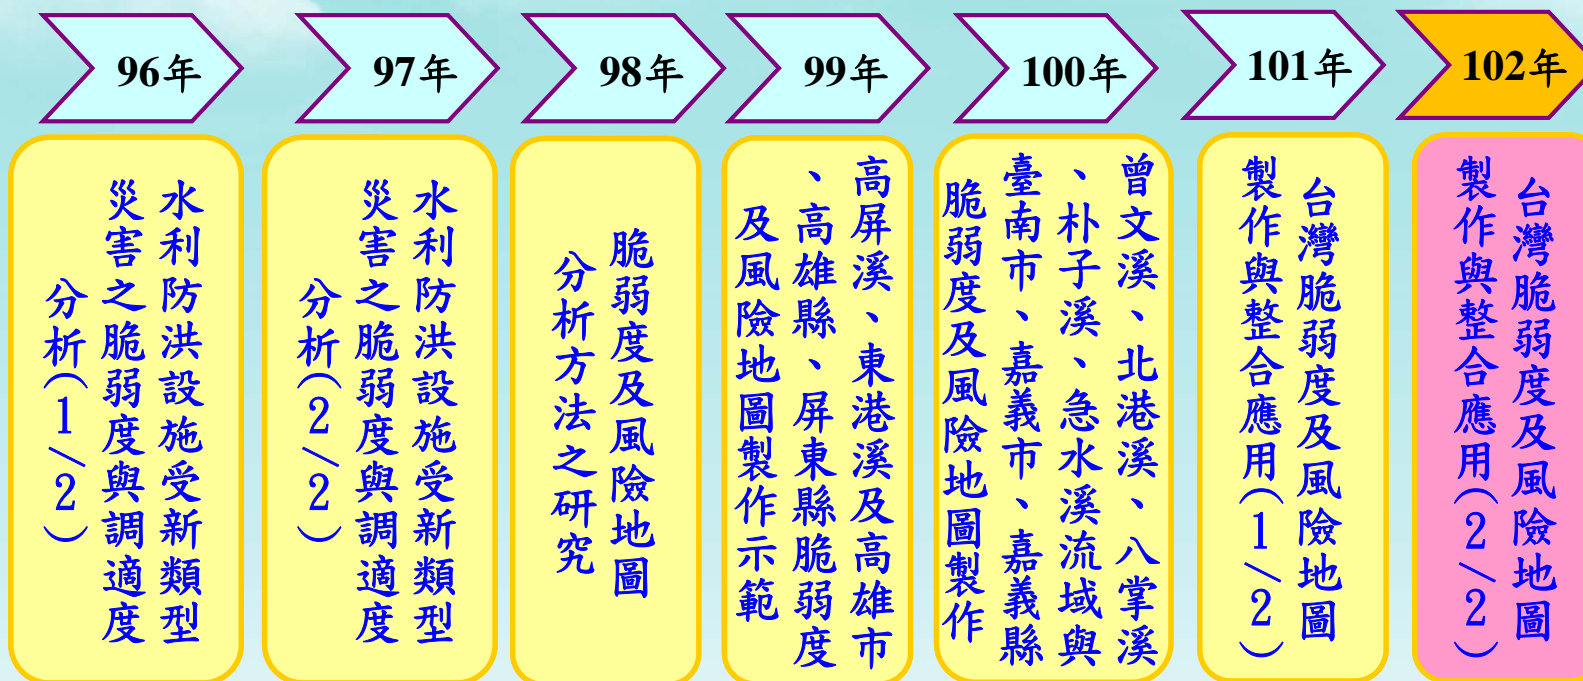 96年
97年
98年
99年
100年
101年
102年
水利防洪設施受新類型
災害之脆弱度與調適度
分析(1/2)
水利防洪設施受新類型
災害之脆弱度與調適度
分析(2/2)
脆弱度及風險地圖
分析方法之研究
高屏溪、東港溪及高雄市
、高雄縣、屏東縣脆弱度
及風險地圖製作示範
曾文溪、北港溪、八掌溪
、朴子溪、急水溪流域與
臺南市、嘉義市、嘉義縣
脆弱度及風險地圖製作
台灣脆弱度及風險地圖
製作與整合應用(1/2)
台灣脆弱度及風險地圖
製作與整合應用(2/2)